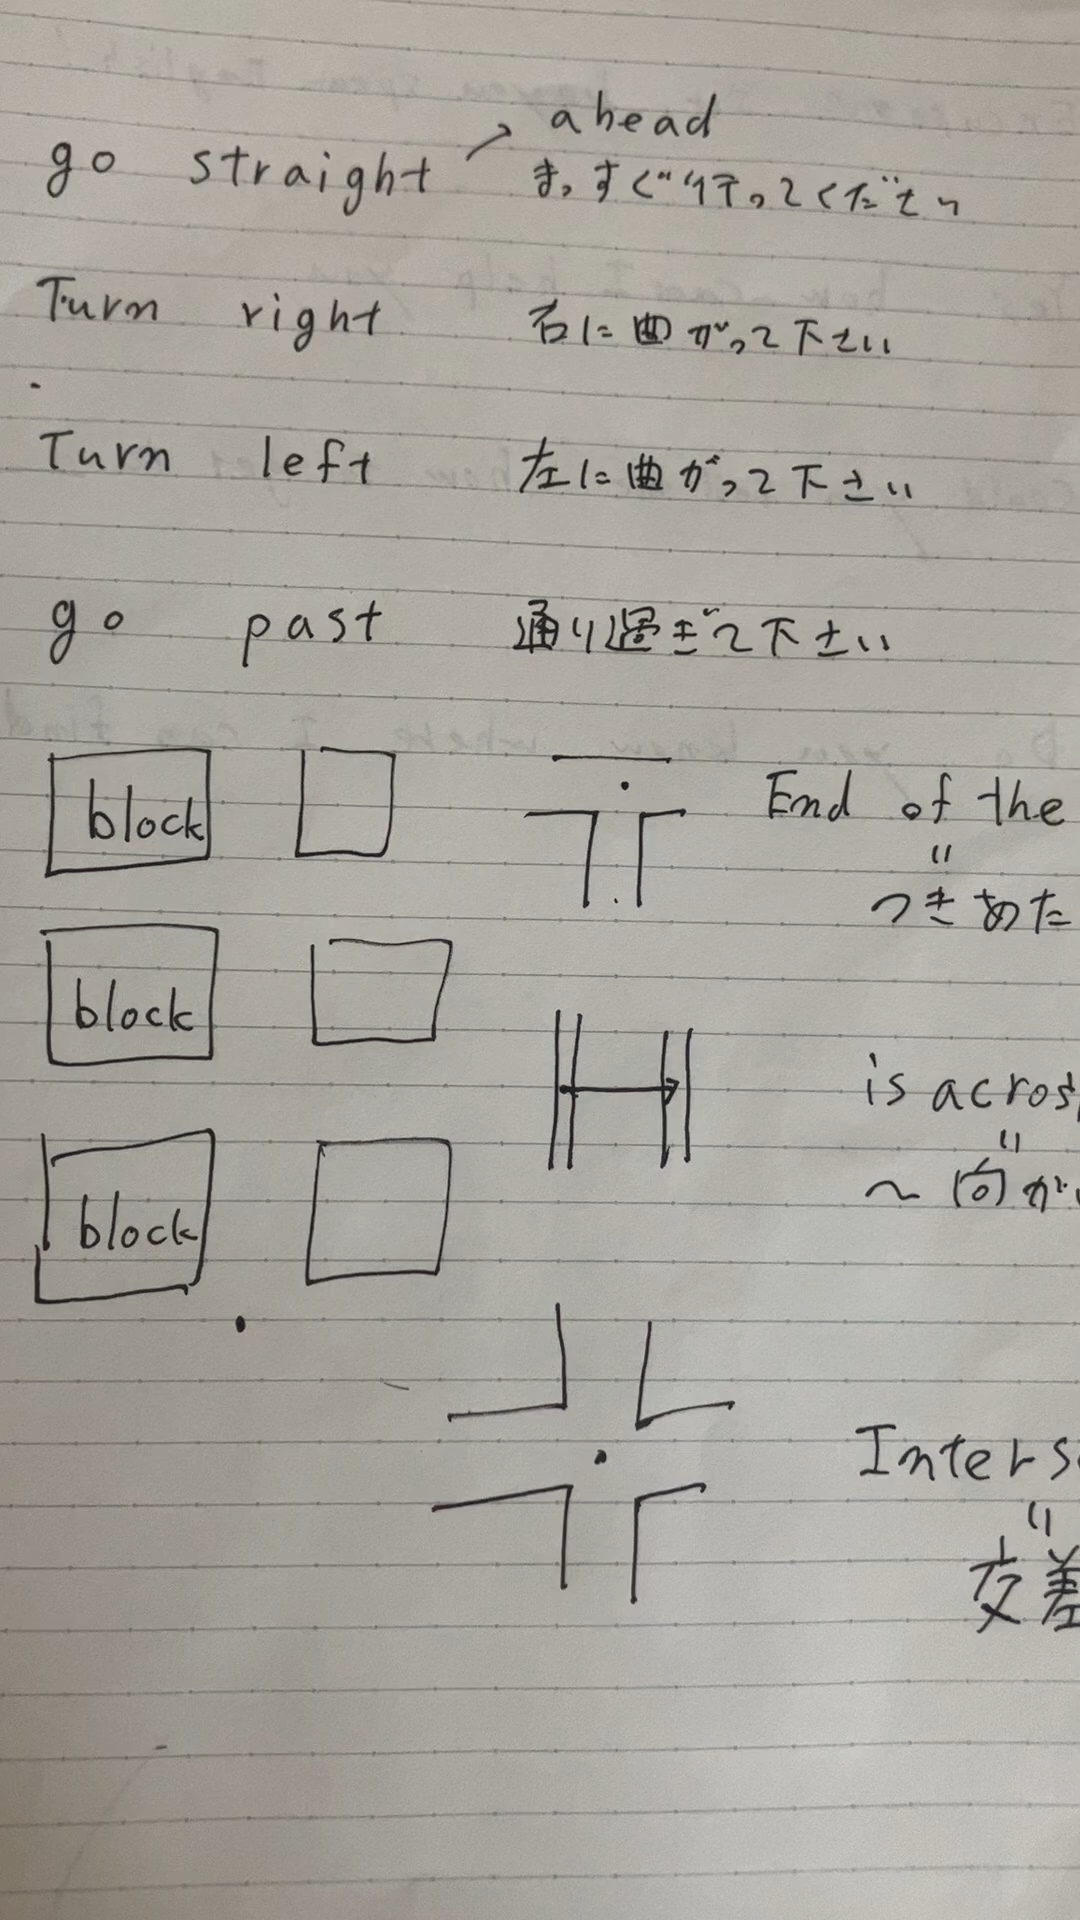 ahead
go straight まっすぐ行ってください
Turn right 右に曲がって下さい
Turn left 左に曲がって下さい
go past 通り過ぎて下さい
block
End of the
〃
つきあた
block
is across
〃
〜向が
block
Inters
〃
交差